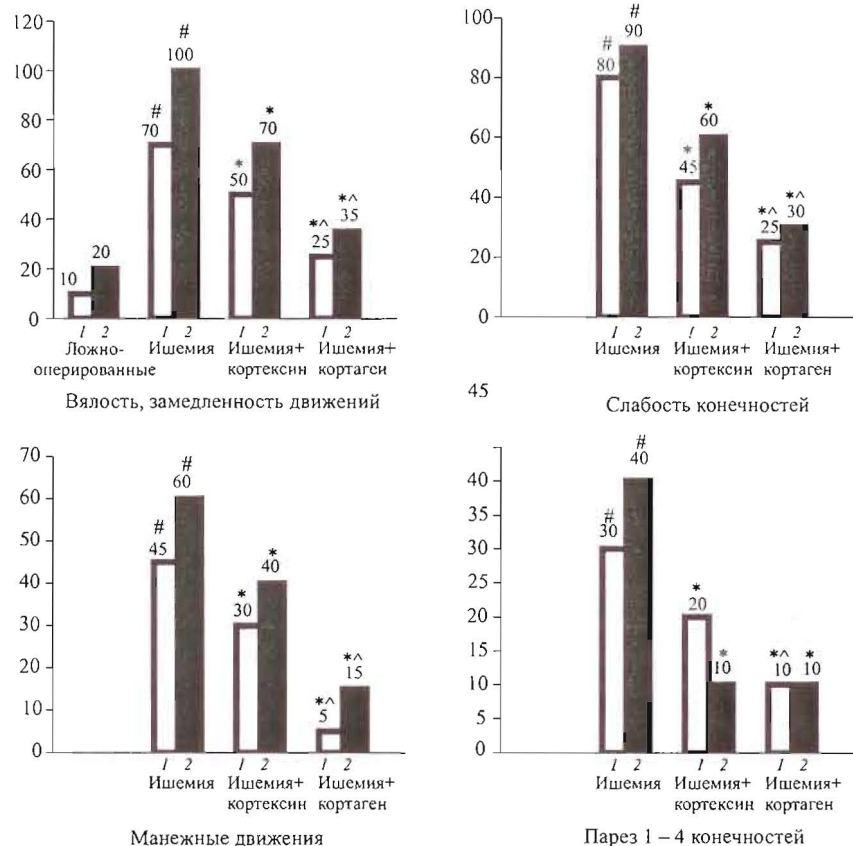 120
100
80
60
40
20
0
#
#
100
70
*
*
70
50
*^
*^
35
25
20
10
1 2 1 2 1 2 1 2
Ложно-
оперированные
Ишемия
Ишемия+
кортексин
Ишемия+
кортаген
Вялость, замедленность движений
100
80
60
40
20
0
#
#
90
80
*
*
60
45
*^
*^
30
25
1 2 1 2 1 2
Ишемия
Ишемия+
кортексин
Ишемия+
кортаген
Слабость конечностей
70
60
50
40
30
20
10
0
#
#
60
45
*
*
40
30
*^
*^
15
5
1 2 1 2 1 2
Ишемия
Ишемия+
кортексин
Ишемия+
кортаген
Манежные движения
45
40
35
30
25
20
15
10
5
0
#
#
40
30
*
*
20
10
*^
*
10
10
1 2 1 2 1 2
Ишемия
Ишемия+
кортексин
Ишемия+
кортаген
Парез 1 – 4 конечностей